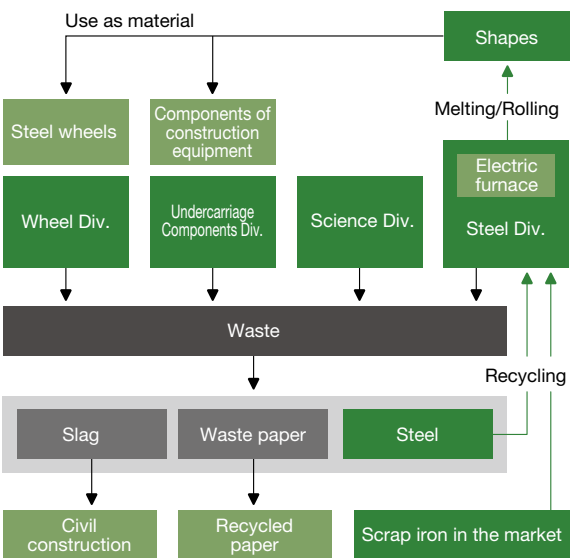 Use as material
Shapes
Melting/Rolling
Steel wheels
Components of
construction
equipment
Electric
furnace
Wheel Div.
Undercarriage
Components Div.
Science Div.
Steel Div.
Waste
Recycling
Slag
Waste paper
Steel
Civil
construction
Recycled
paper
Scrap iron in the market